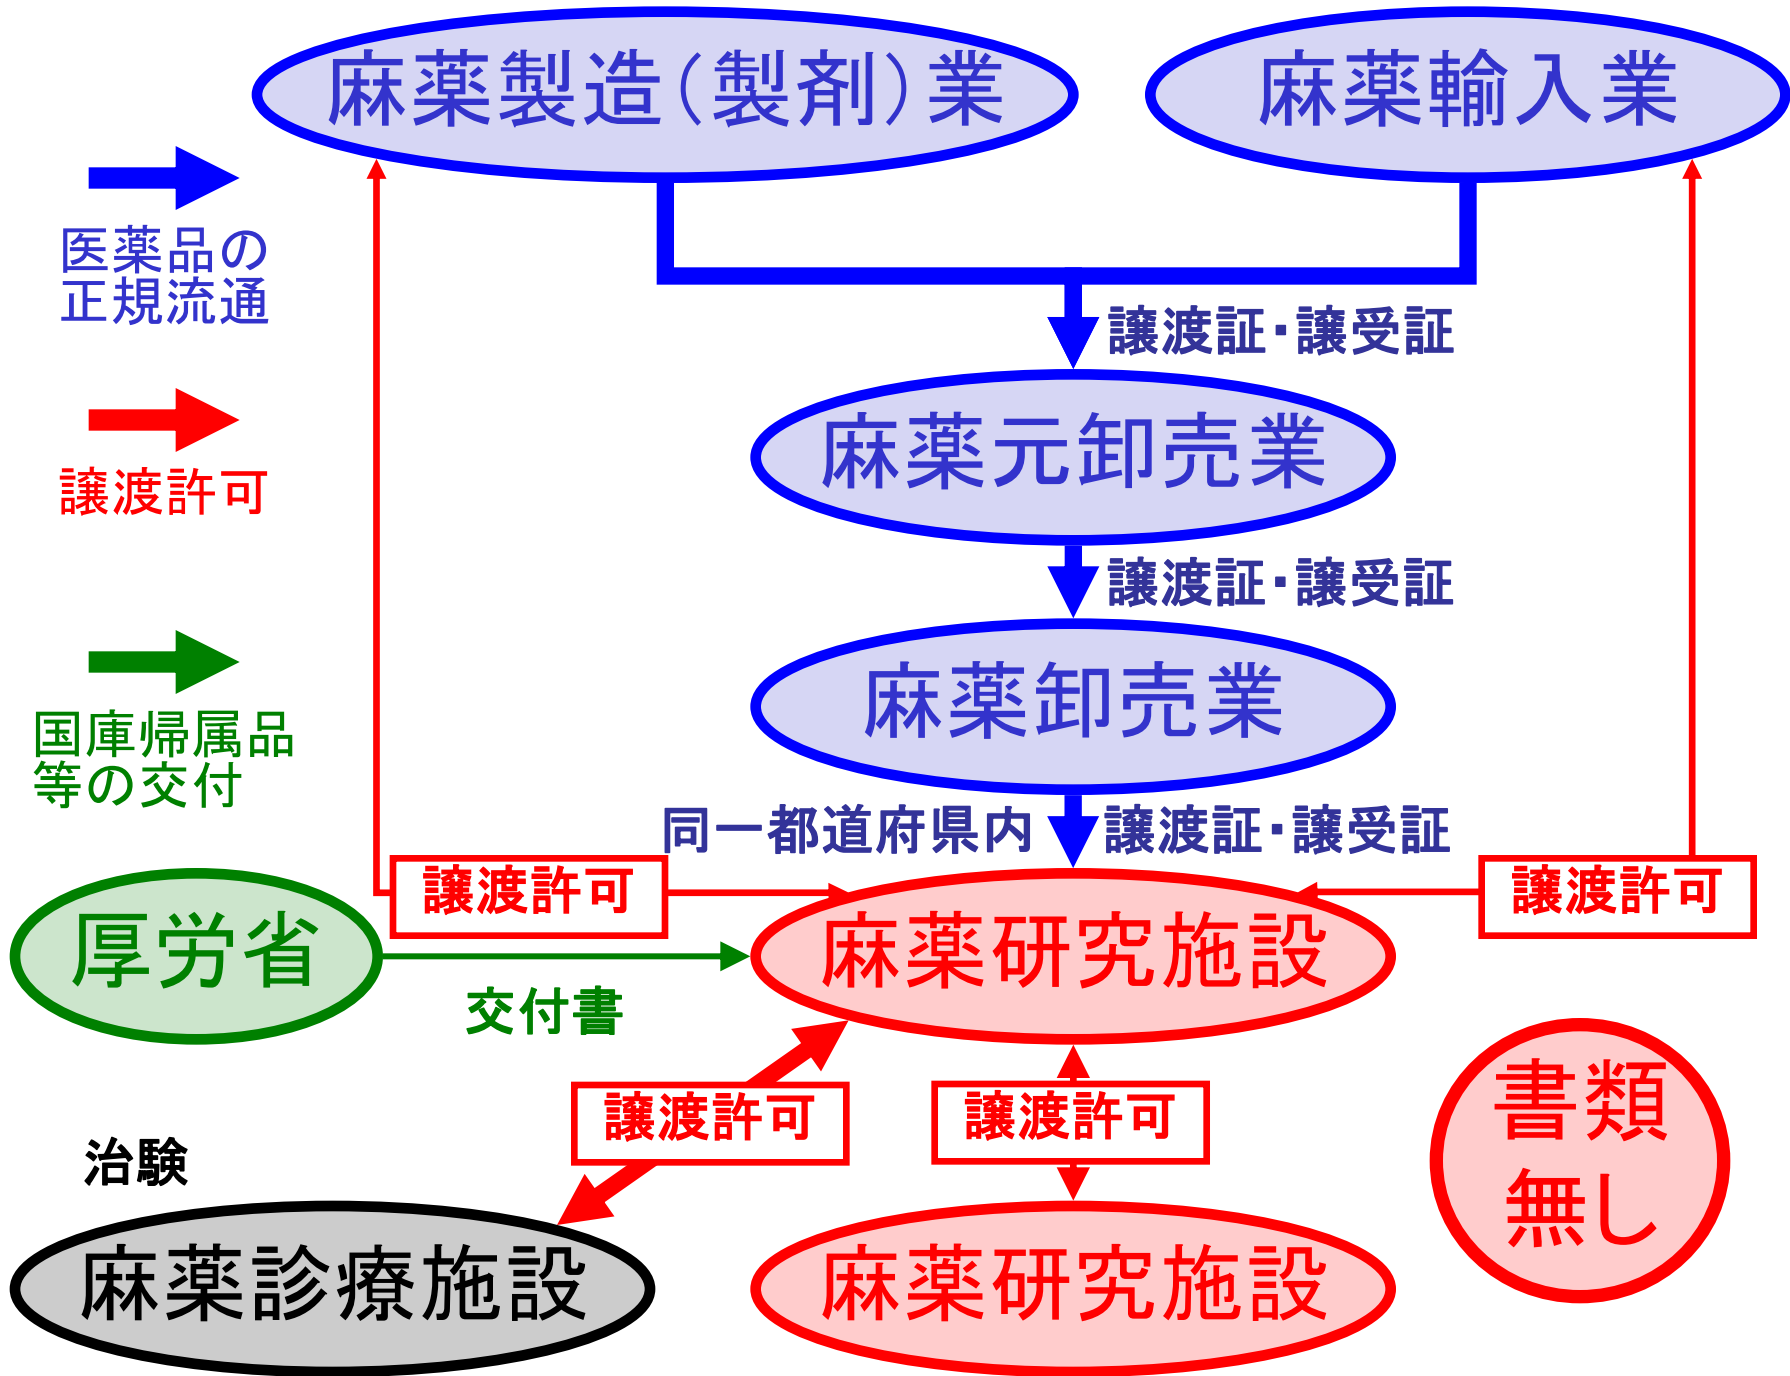 麻薬製造(製剤)業
麻薬輸入業
医薬品の
正規流通
譲渡証・譲受証
麻薬元卸売業
譲渡許可
譲渡証・譲受証
麻薬卸売業
国庫帰属品
等の交付
同一都道府県内
譲渡証・譲受証
譲渡許可
譲渡許可
厚労省
麻薬研究施設
交付書
譲渡許可
譲渡許可
書類
無し
治験
麻薬診療施設
麻薬研究施設